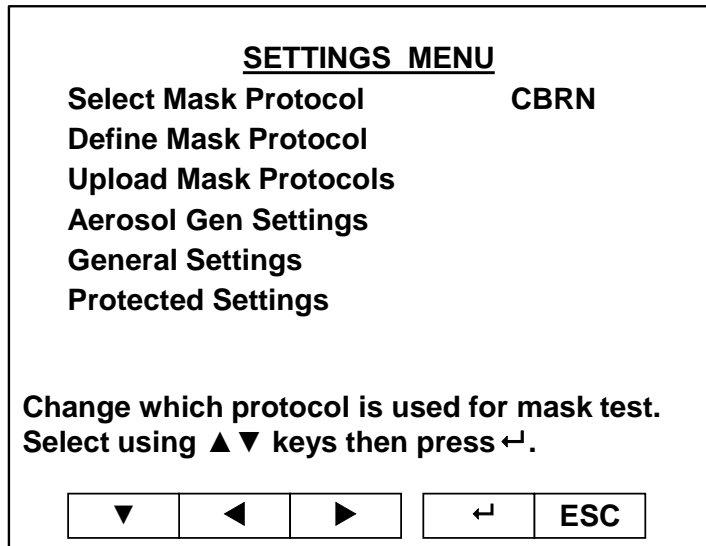 SETTINGS MENU
Select Mask Protocol CBRN
Define Mask Protocol
Upload Mask Protocols
Aerosol Gen Settings
General Settings
Protected Settings
Change which protocol is used for mask test.
Select using ▲▼ keys then press ↵.
▼ ◀ ▶ ↵ ESC